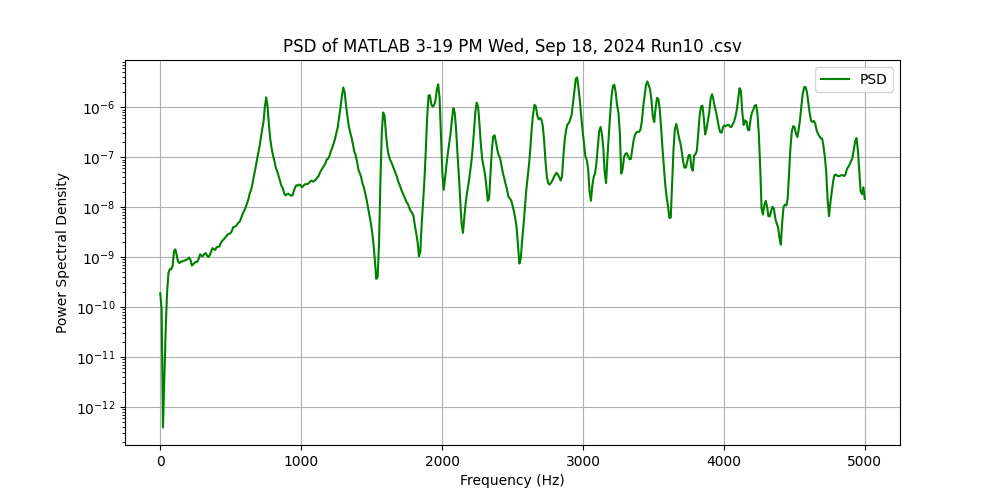 PSD of MATLAB 3-19 PM Wed, Sep 18, 2024 Run10 .csv
PSD
Power Spectral Density
10⁻⁶
10⁻⁷
10⁻⁸
10⁻⁹
10⁻¹⁰
10⁻¹¹
10⁻¹²
0 1000 2000 3000 4000 5000
Frequency (Hz)